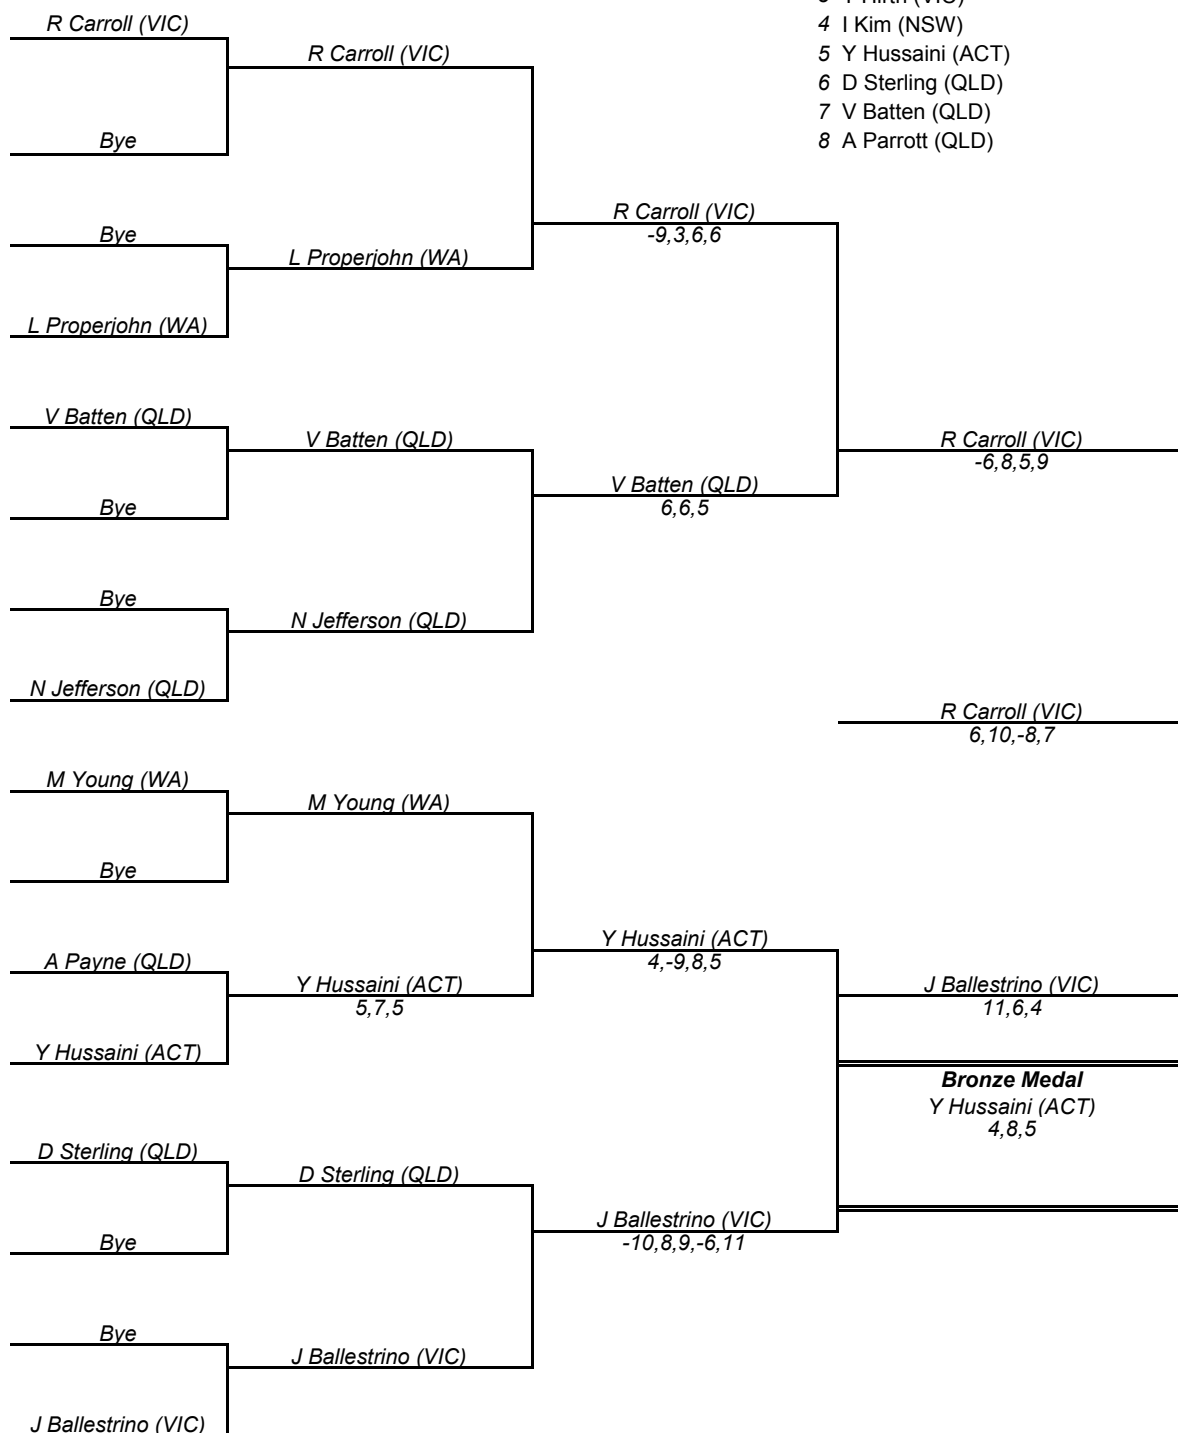 4 I Kim (NSW)
5 Y Hussaini (ACT)
6 D Sterling (QLD)
7 V Batten (QLD)
8 A Parrott (QLD)
R Carroll (VIC)
R Carroll (VIC)
Bye
R Carroll (VIC)
-9,3,6,6
Bye
L Properjohn (WA)
L Properjohn (WA)
V Batten (QLD)
V Batten (QLD)
R Carroll (VIC)
-6,8,5,9
V Batten (QLD)
6,6,5
Bye
Bye
N Jefferson (QLD)
N Jefferson (QLD)
R Carroll (VIC)
6,10,-8,7
M Young (WA)
M Young (WA)
Bye
Y Hussaini (ACT)
4,-9,8,5
A Payne (QLD)
Y Hussaini (ACT)
5,7,5
J Ballestrino (VIC)
11,6,4
Y Hussaini (ACT)
Bronze Medal
Y Hussaini (ACT)
4,8,5
D Sterling (QLD)
D Sterling (QLD)
J Ballestrino (VIC)
-10,8,9,-6,11
Bye
Bye
J Ballestrino (VIC)
J Ballestrino (VIC)